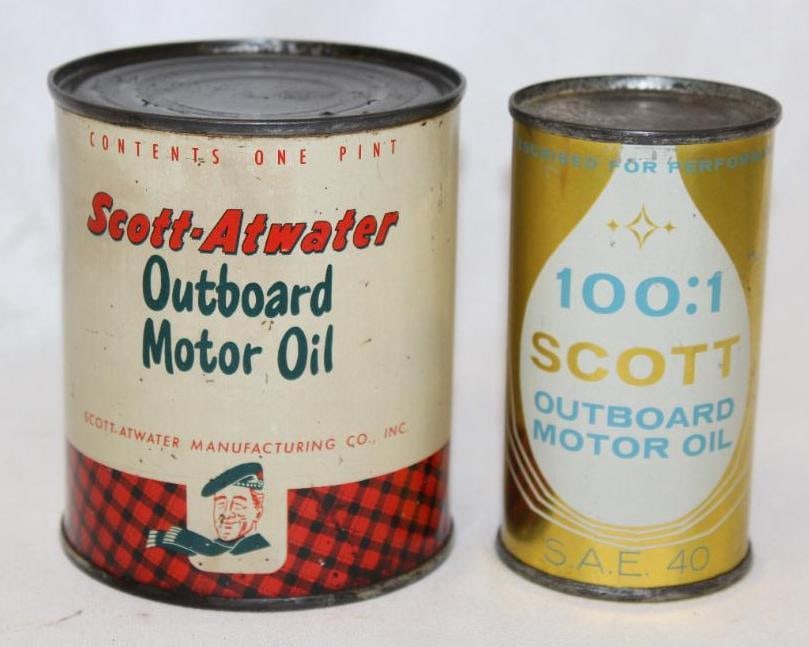 CONTENTS ONE PINT
Scott-Atwater
Outboard
Motor Oil
SCOTT-ATWATER MANUFACTURING CO., INC.
FOR
100:1
SCOTT
OUTBOARD
MOTOR OIL
S.A.E. 40